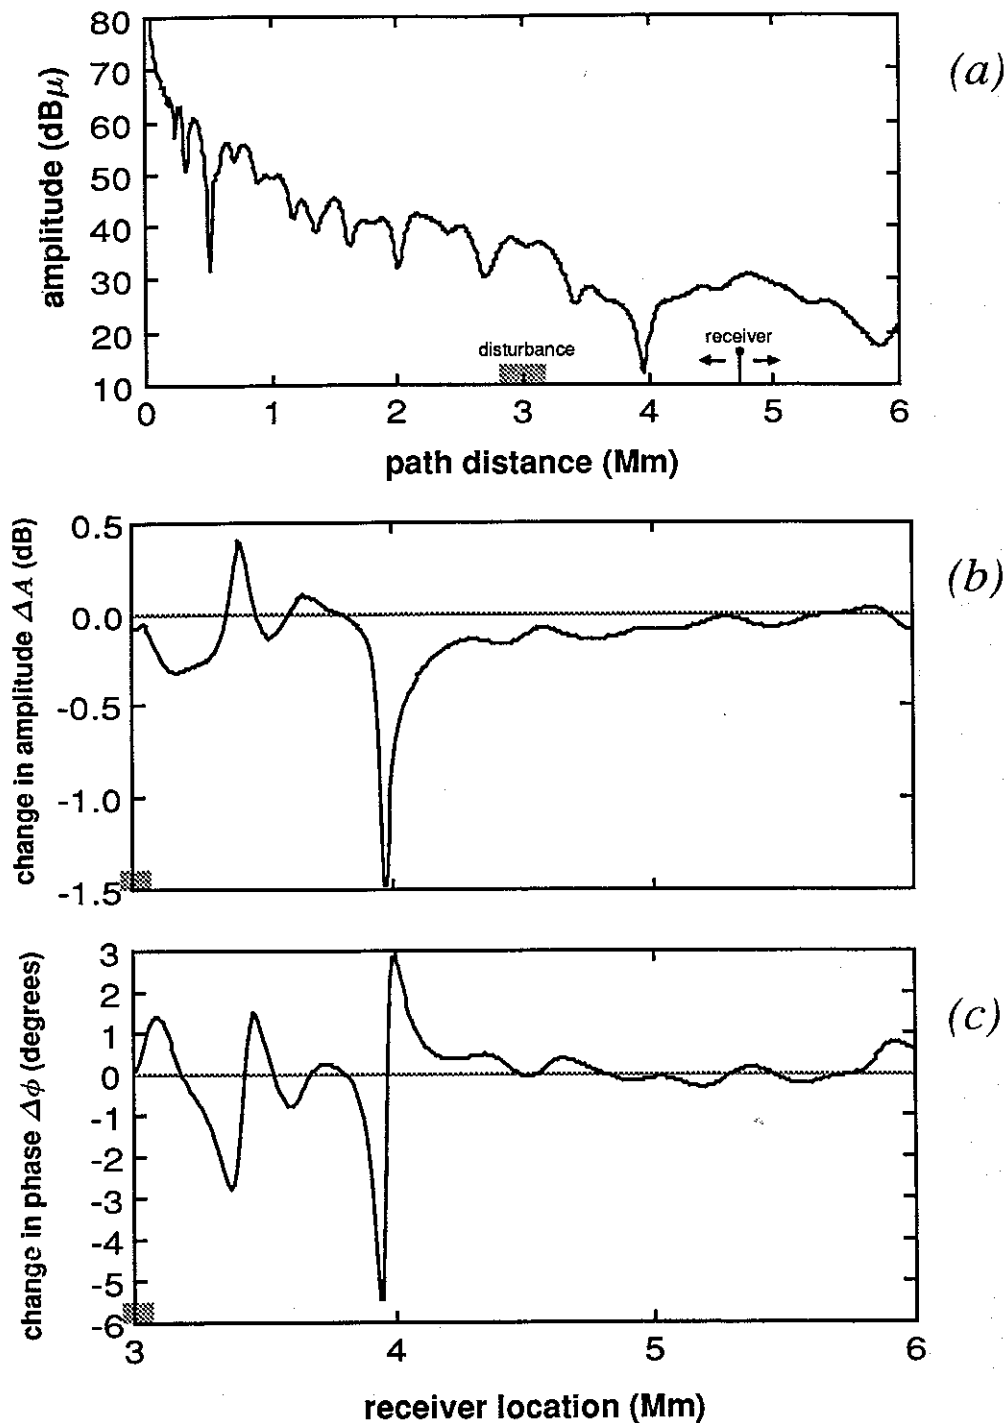 (a)
amplitude (dBμ)
80
70
60
50
40
30
20
10
disturbance
receiver
0 1 2 3 4 5 6
path distance (Mm)
(b)
change in amplitude ΔA (dB)
0.5
0.0
-0.5
-1.0
-1.5
(c)
change in phase Δϕ (degrees)
3
2
1
0
-1
-2
-3
-4
-5
-6
3 4 5 6
receiver location (Mm)